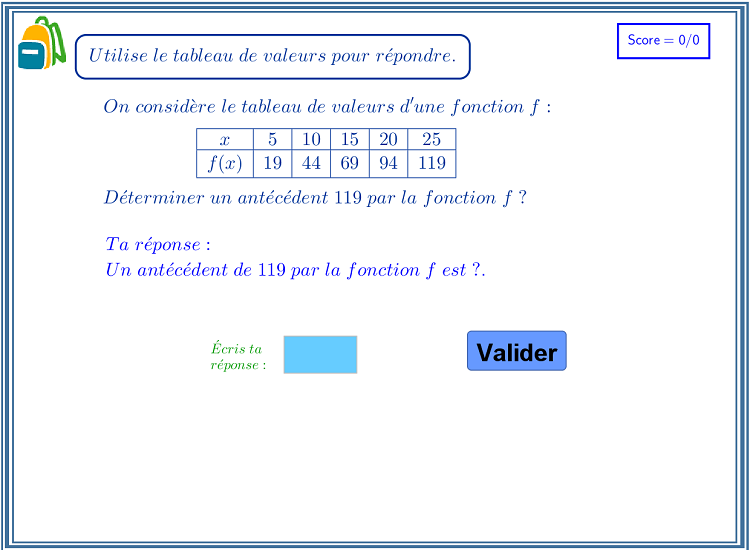 Score = 0/0
Utilise le tableau de valeurs pour répondre.
On considère le tableau de valeurs d'une fonction f :
x 5 10 15 20 25
f(x) 19 44 69 94 119
Déterminer un antécédent 119 par la fonction f ?
Ta réponse :
Un antécédent de 119 par la fonction f est ?.
Écris ta
réponse :
Valider